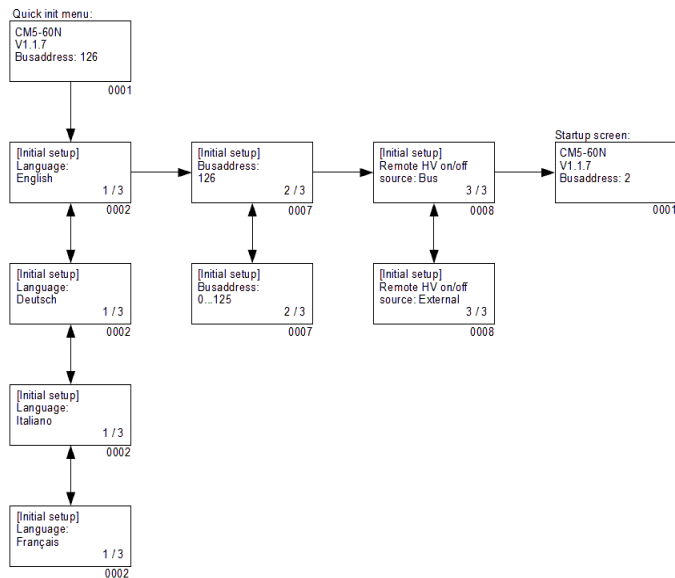 Quick init menu:
CM5-60N
V1.1.7
Busaddress: 126
0001
[Initial setup]
Language:
English
1 / 3
0002
[Initial setup]
Busaddress:
126
2 / 3
0007
[Initial setup]
Remote HV on/off
source: Bus
3 / 3
0008
Startup screen:
CM5-60N
V1.1.7
Busaddress: 2
0001
[Initial setup]
Language:
Deutsch
1 / 3
0002
[Initial setup]
Busaddress:
0...125
2 / 3
0007
[Initial setup]
Remote HV on/off
source: External
3 / 3
0008
[Initial setup]
Language:
Italiano
1 / 3
0002
[Initial setup]
Language:
Français
1 / 3
0002